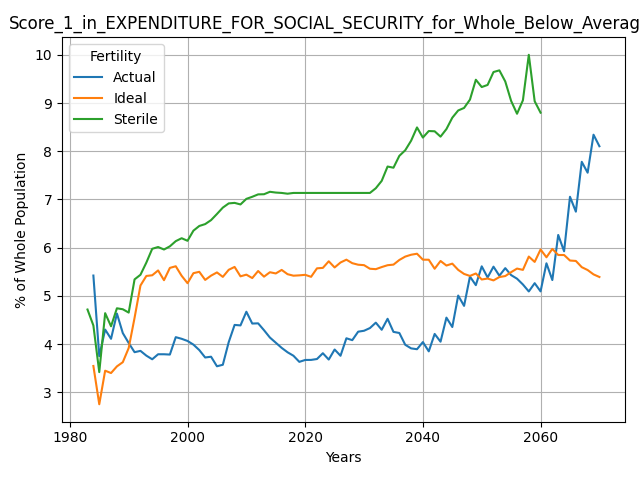 Score_1_in_EXPENDITURE_FOR_SOCIAL_SECURITY_for_Whole_Below_Averag
Fertility
Actual
Ideal
Sterile
% of Whole Population
10
9
8
7
6
5
4
3
1980 2000 2020 2040 2060
Years